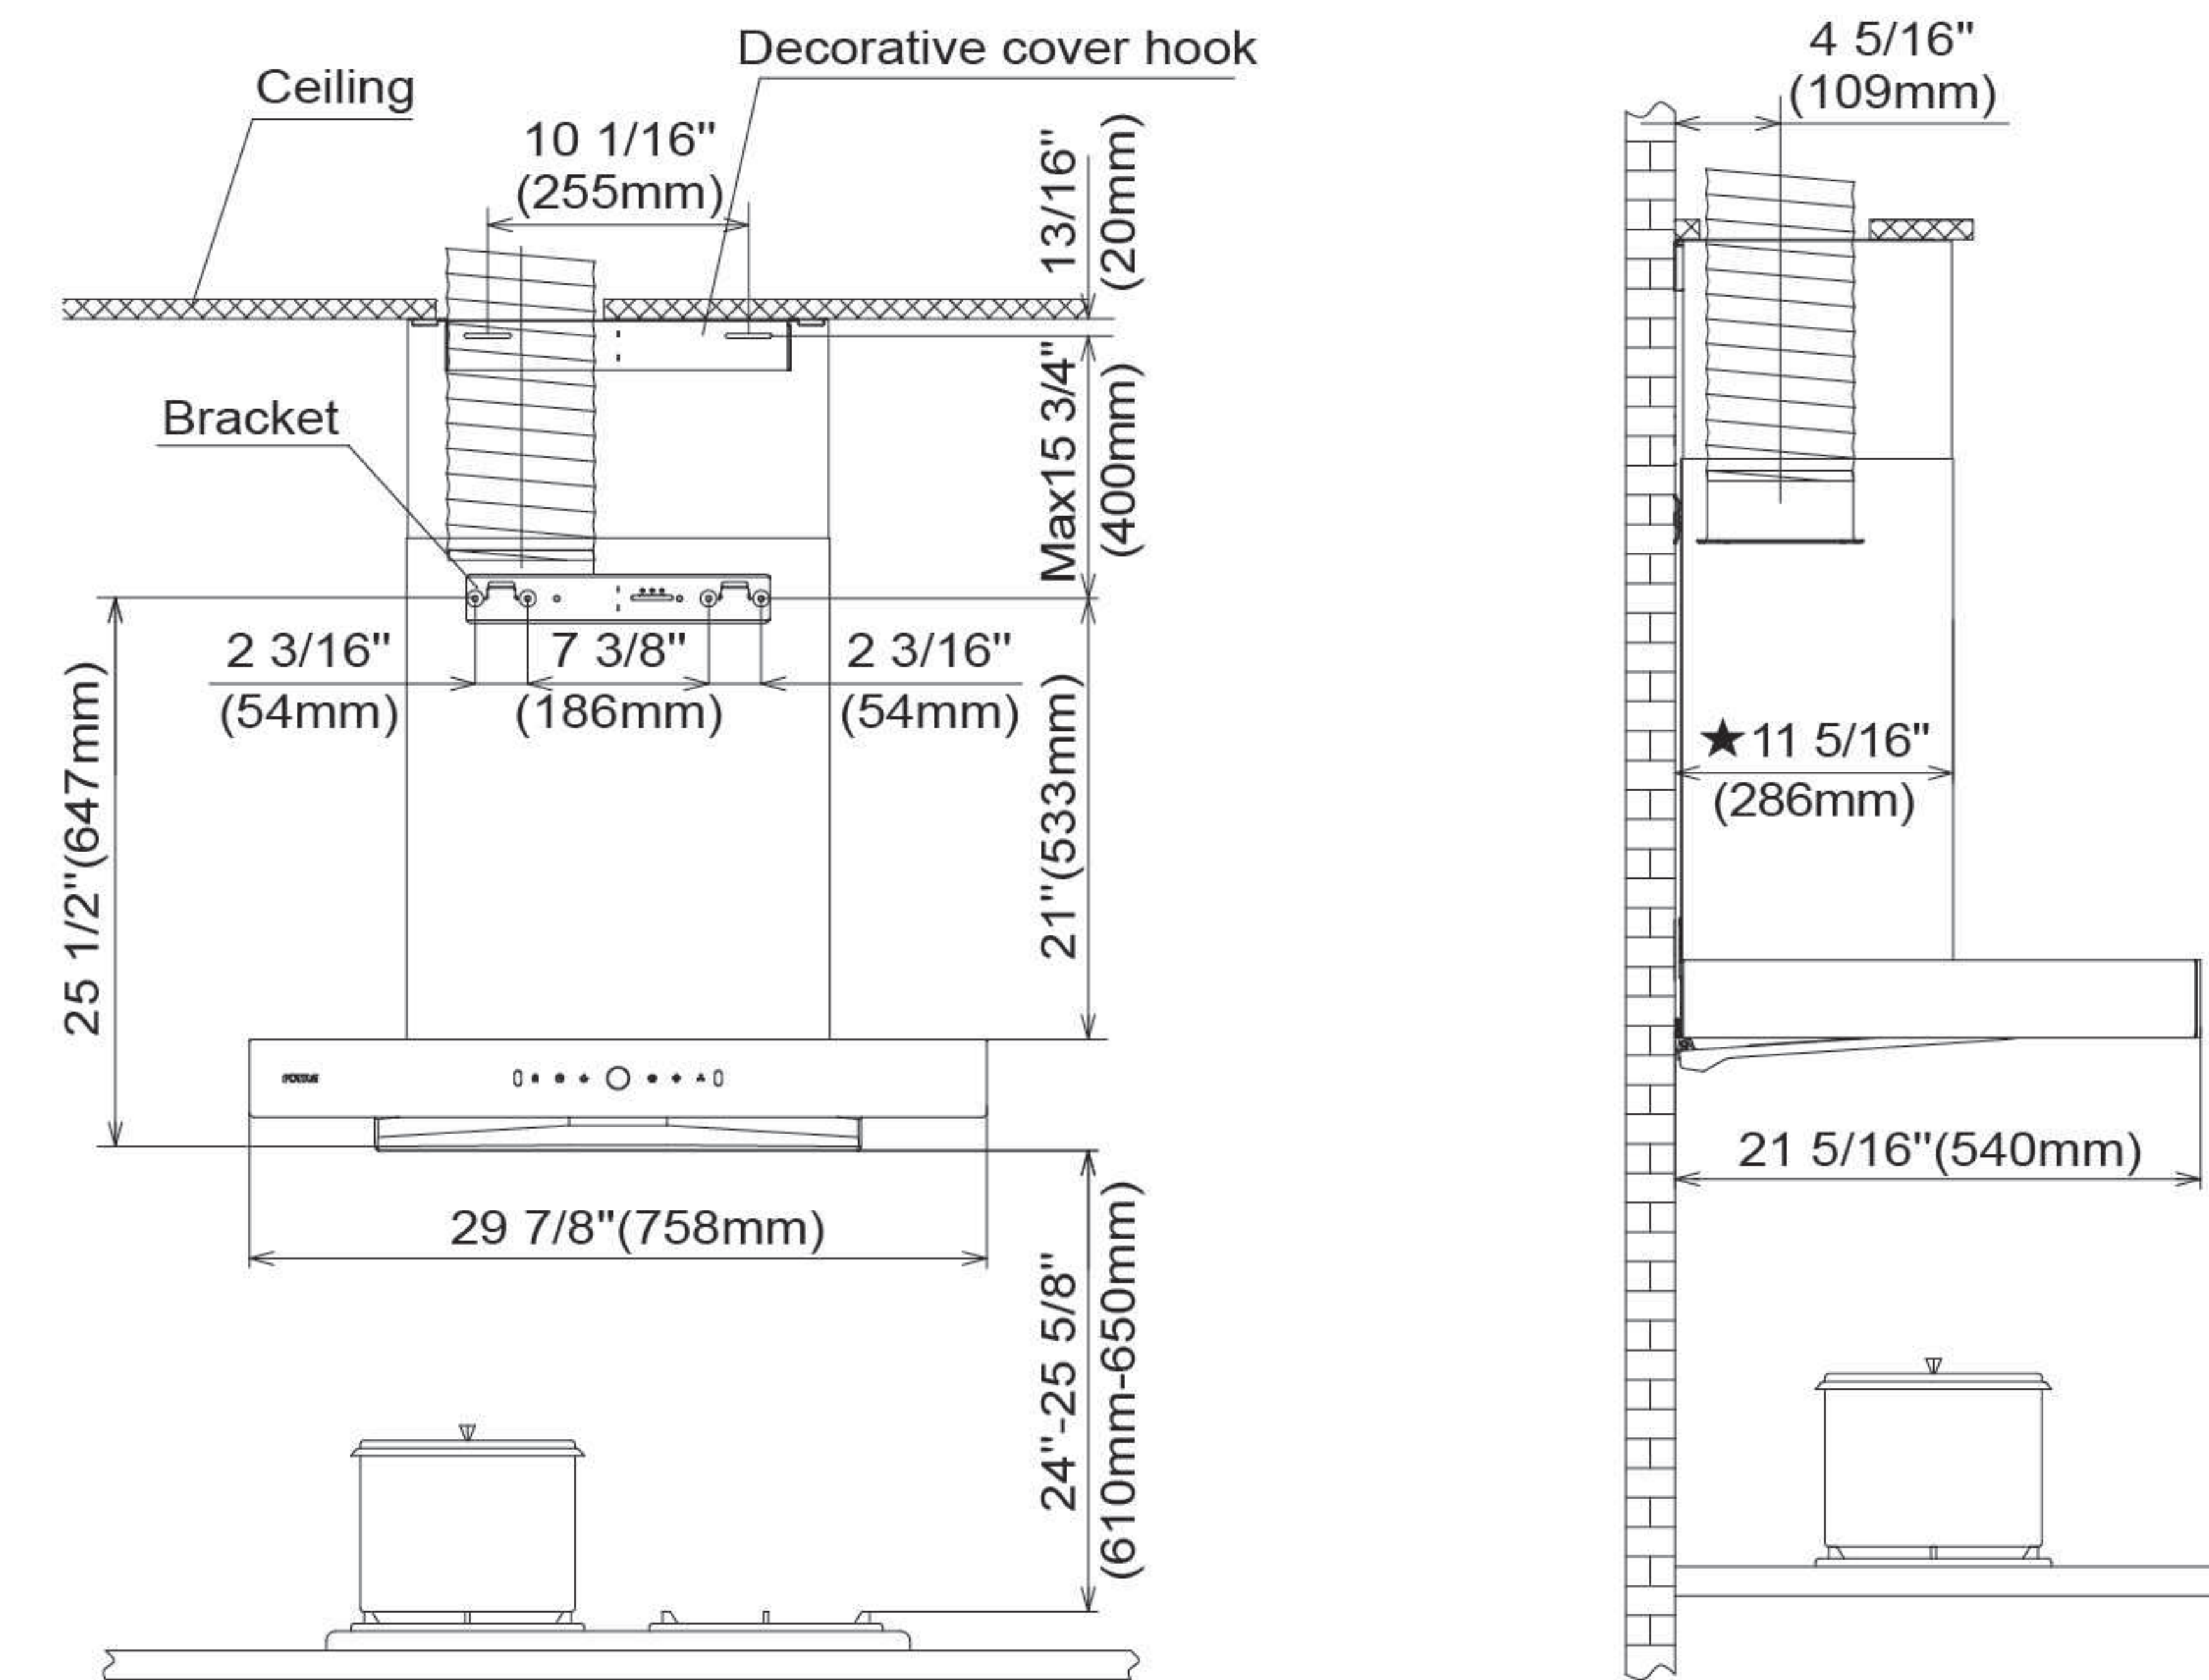 Decorative cover hook
Ceiling
10 1/16"
(255mm)
13/16"
(20mm)
Max15 3/4"
(400mm)
Bracket
2 3/16"
(54mm)
7 3/8"
(186mm)
2 3/16"
(54mm)
25 1/2"(647mm)
21"(533mm)
29 7/8"(758mm)
24"-25 5/8"
(610mm-650mm)
4 5/16"
(109mm)
★11 5/16"
(286mm)
21 5/16"(540mm)